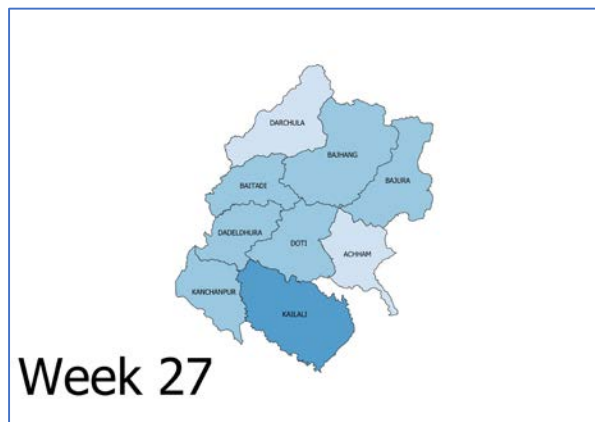 DARCHULA
BAJHANG
BAJURA
BAITADI
DADELDHURA
DOTI
ACHHAM
KANCHANPUR
KAILALI
Week 27